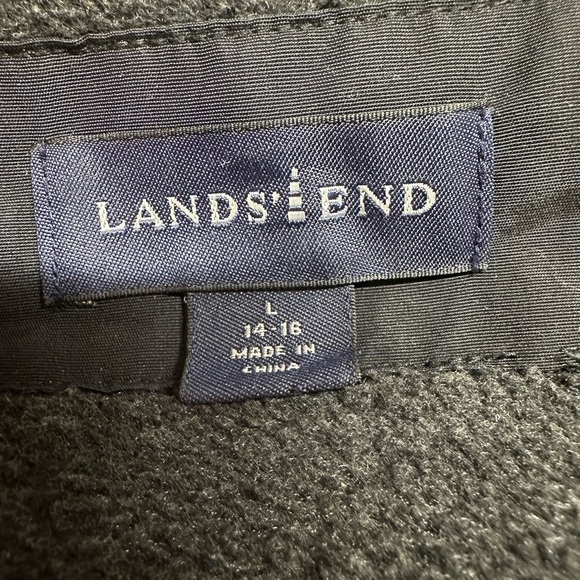 LANDS' END
L
14-16
MADE IN
CHINA